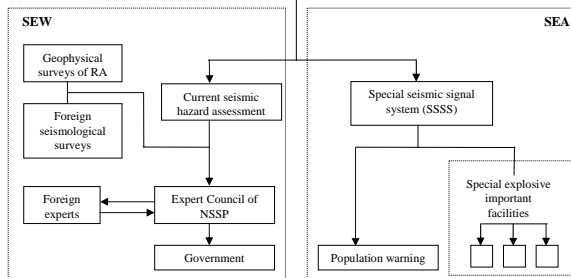 SEW
SEA
Geophysical
surveys of RA
Foreign
seismological
surveys
Current seismic
hazard assessment
Special seismic signal
system (SSSS)
Foreign
experts
Expert Council of
NSSP
Government
Population warning
Special explosive
important
facilities